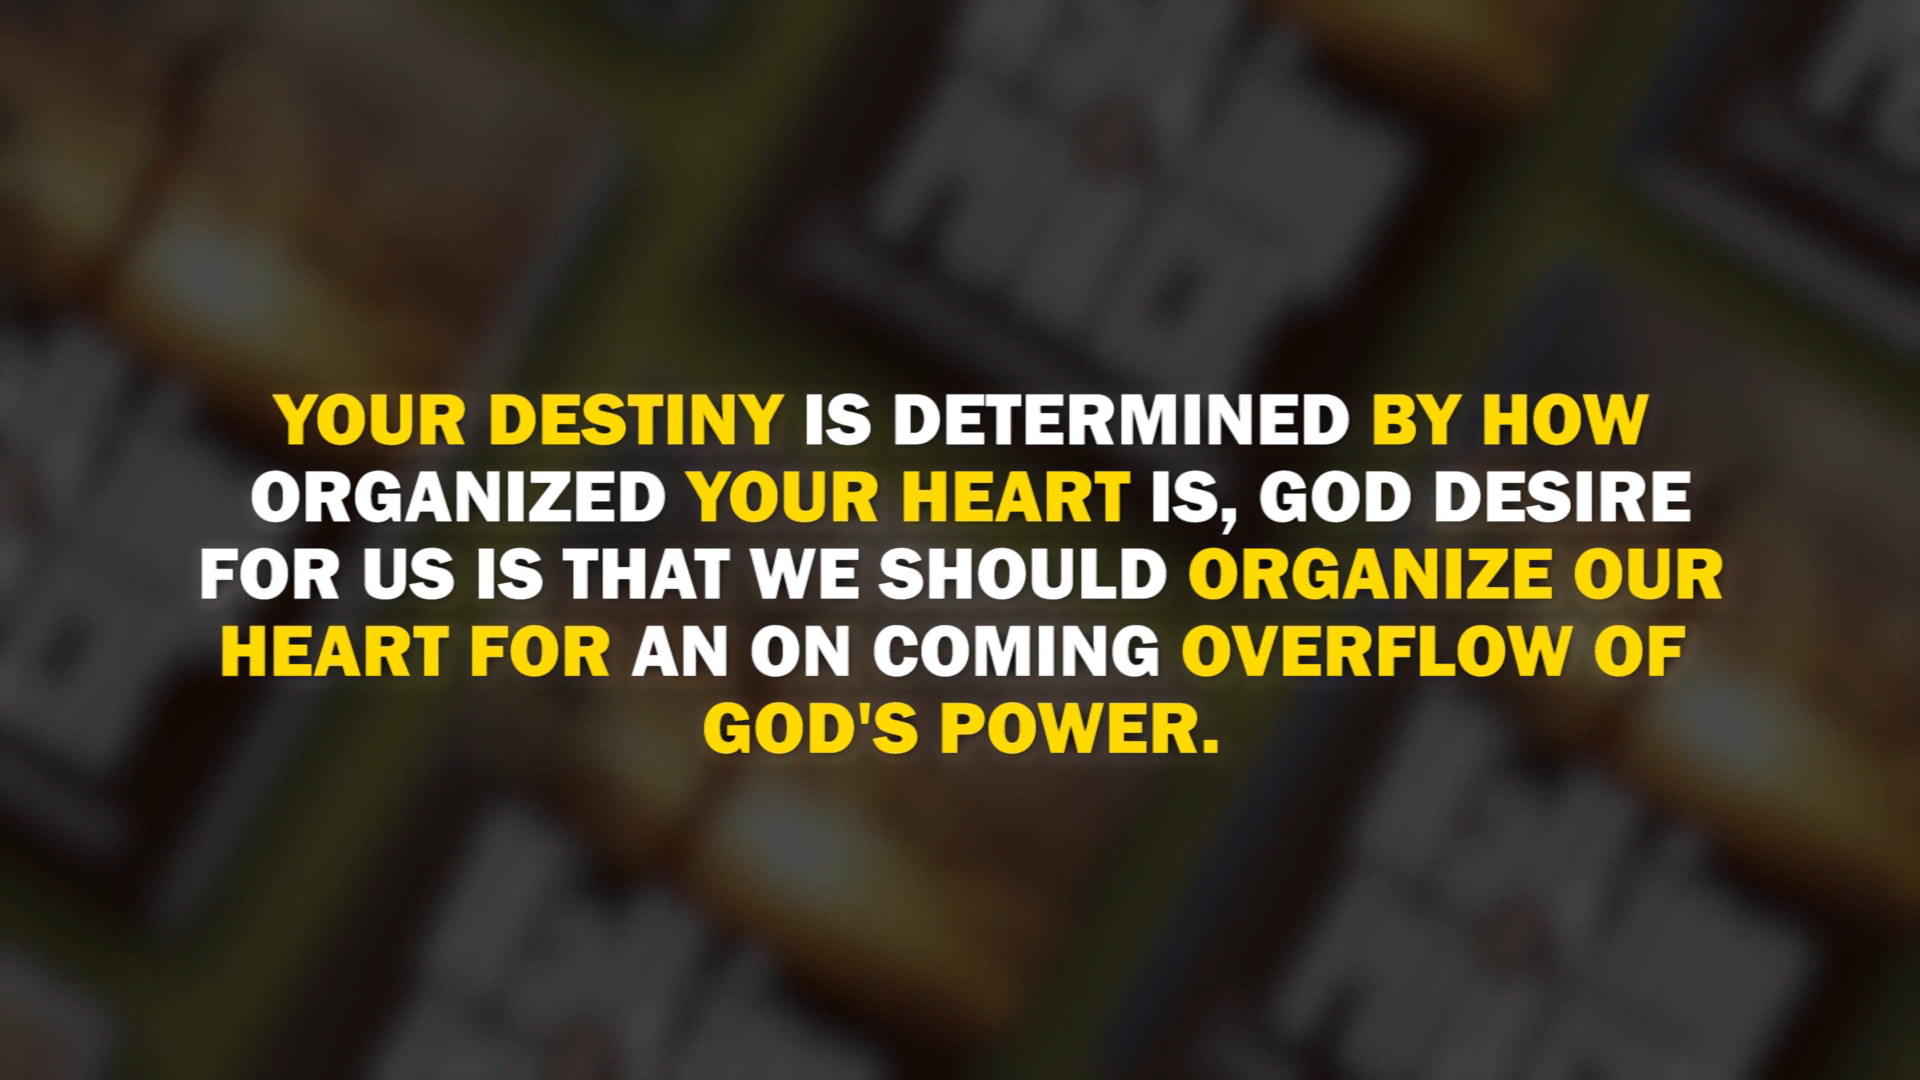 YOUR DESTINY IS DETERMINED BY HOW
ORGANIZED YOUR HEART IS, GOD DESIRE
FOR US IS THAT WE SHOULD ORGANIZE OUR
HEART FOR AN ON COMING OVERFLOW OF
GOD'S POWER.